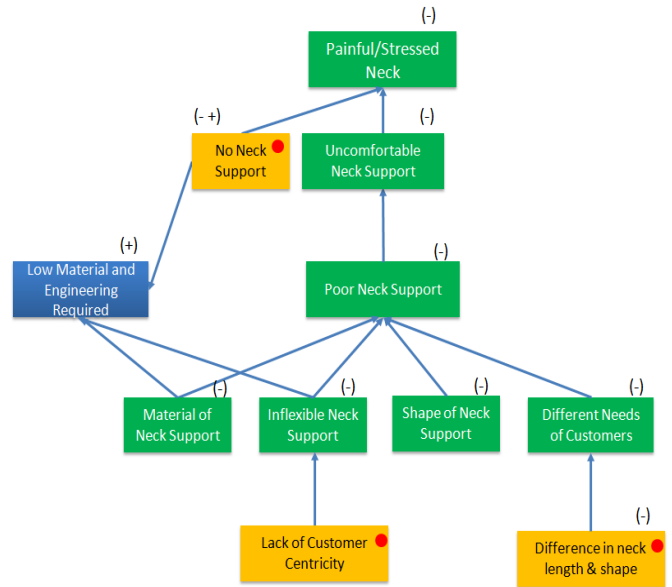 (-)
Painful/Stressed
Neck
(- +)
(-)
No Neck
Support
Uncomfortable
Neck Support
(+)
(-)
Low Material and
Engineering
Required
Poor Neck Support
(-)
(-)
(-)
(-)
Material of
Neck Support
Inflexible Neck
Support
Shape of Neck
Support
Different Needs
of Customers
(-)
Lack of Customer
Centricity
Difference in neck
length & shape